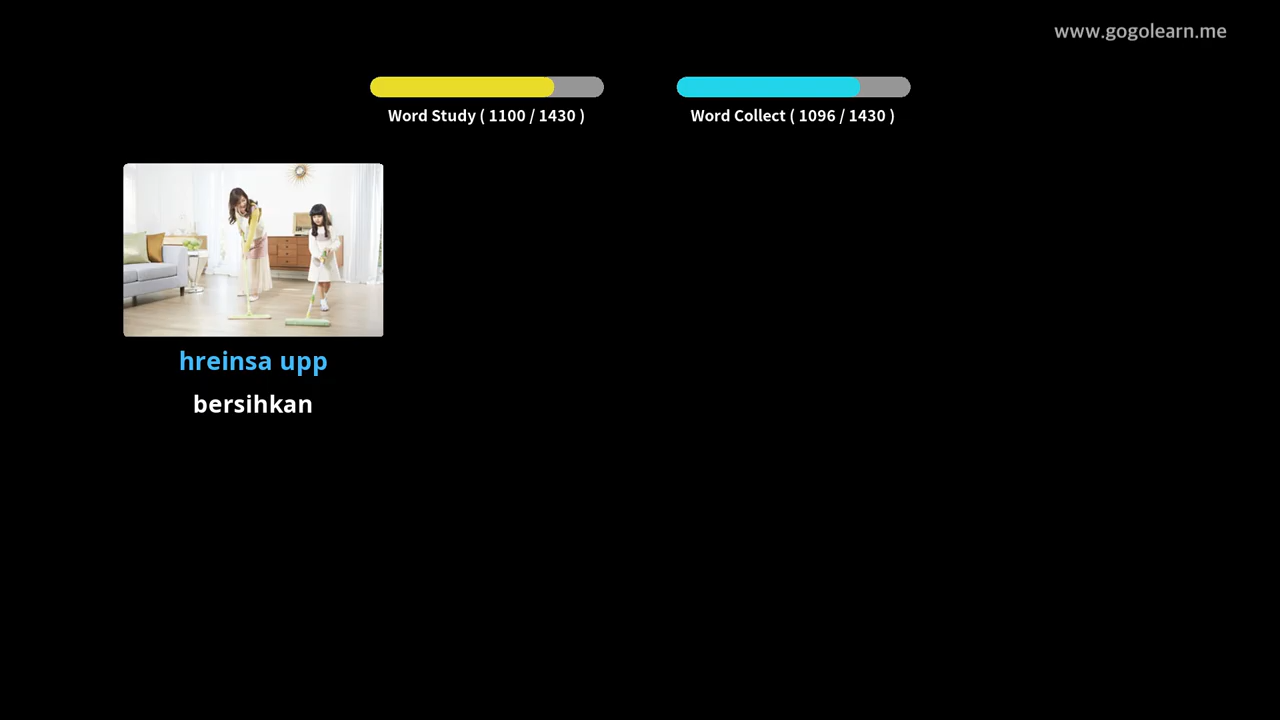 www.gogolearn.me
Word Study ( 1100 / 1430 )
Word Collect ( 1096 / 1430 )
hreinsa upp
bersihkan